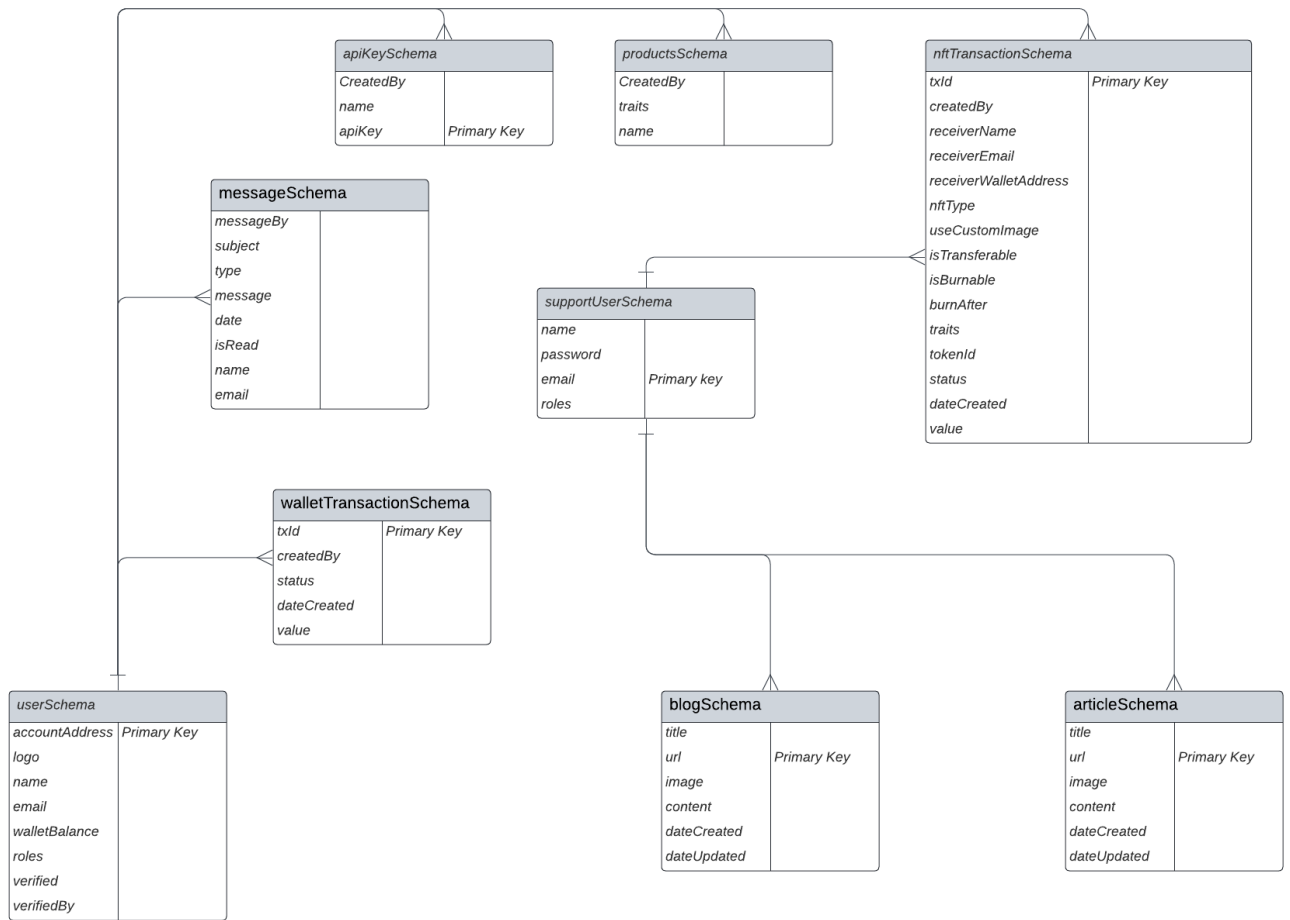 apiKeySchema
CreatedBy
name
apiKey Primary Key
productsSchema
CreatedBy
traits
name
nftTransactionSchema
txId Primary Key
createdBy
receiverName
receiverEmail
receiverWalletAddress
nftType
useCustomImage
isTransferable
isBurnable
burnAfter
traits
tokenId
status
dateCreated
value
messageSchema
messageBy
subject
type
message
date
isRead
name
email
supportUserSchema
name
password
email Primary key
roles
walletTransactionSchema
txId Primary Key
createdBy
status
dateCreated
value
userSchema
accountAddress Primary Key
logo
name
email
walletBalance
roles
verified
verifiedBy
blogSchema
title
url Primary Key
image
content
dateCreated
dateUpdated
articleSchema
title
url Primary Key
image
content
dateCreated
dateUpdated